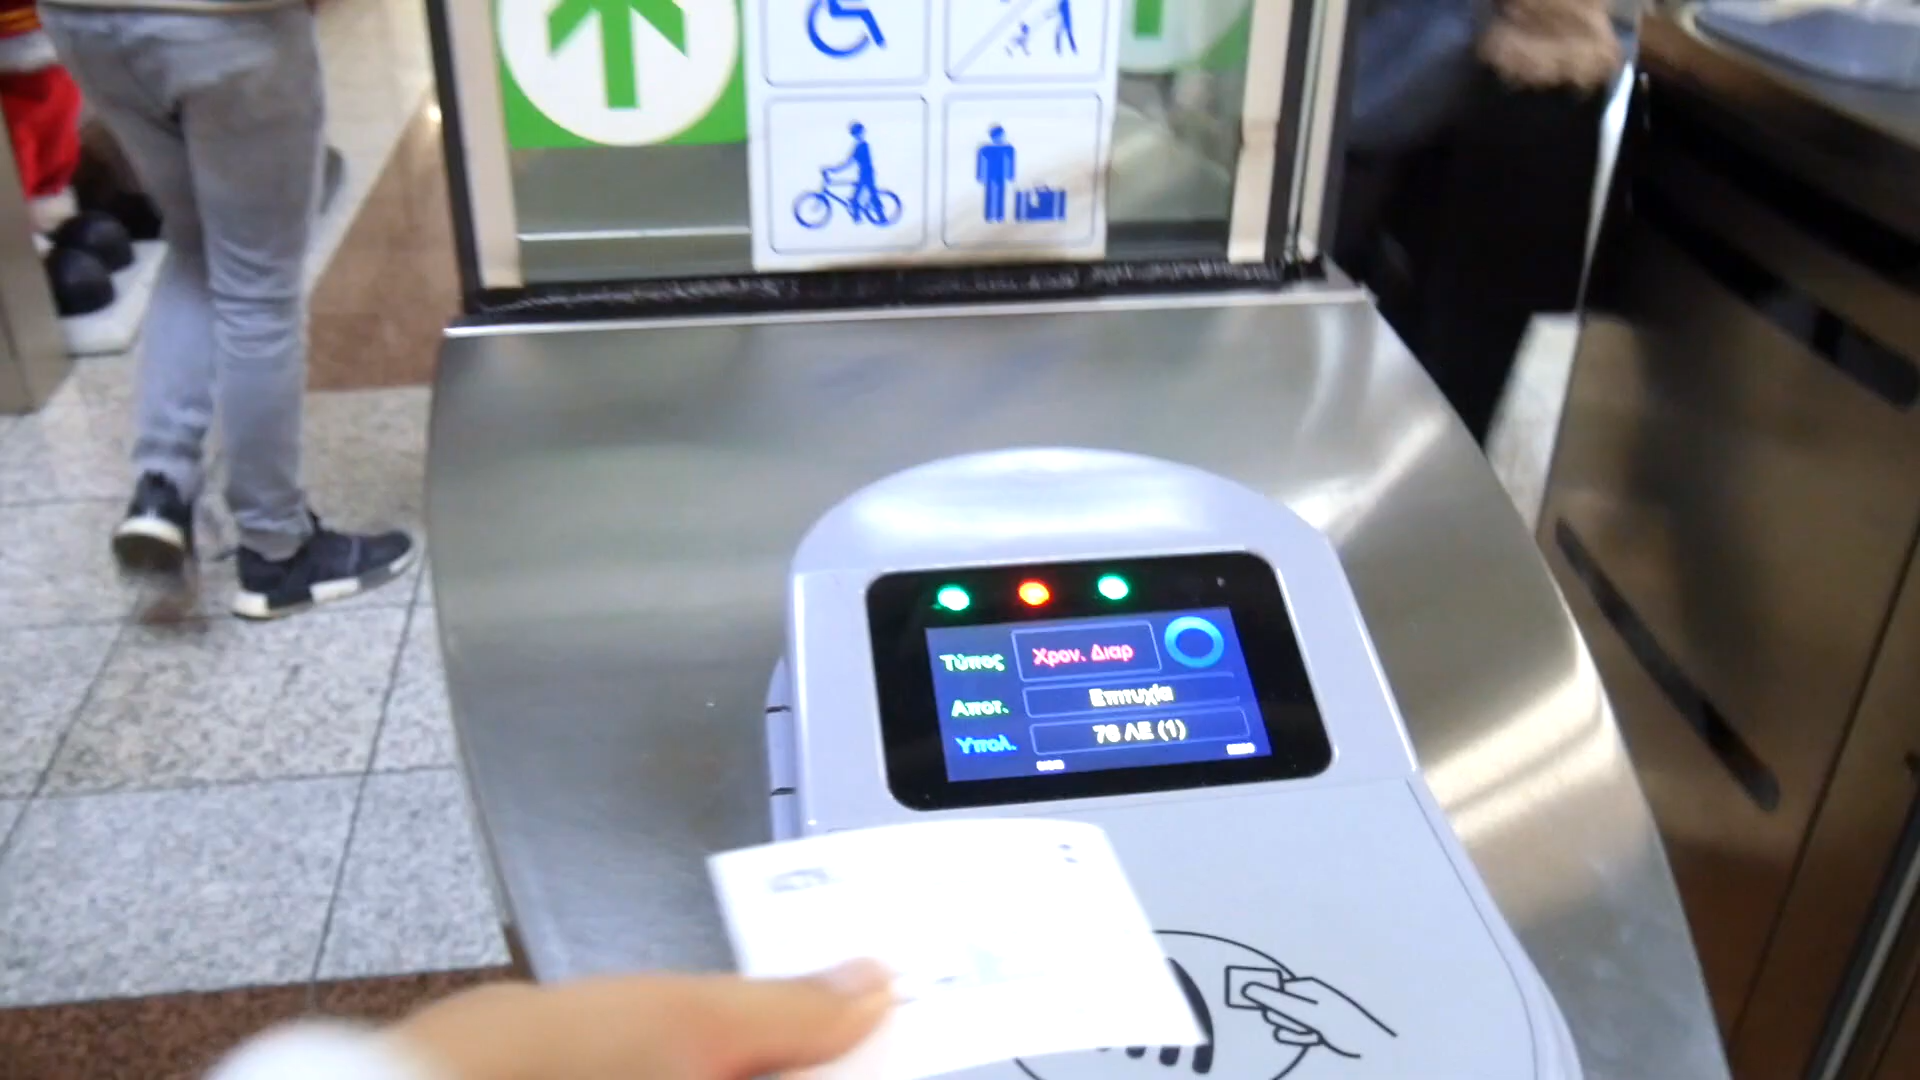 Τύπος Χρον. Διαρ
Αποτ. Επιτυχία
Υπολ. 76 ΛΕ (1)